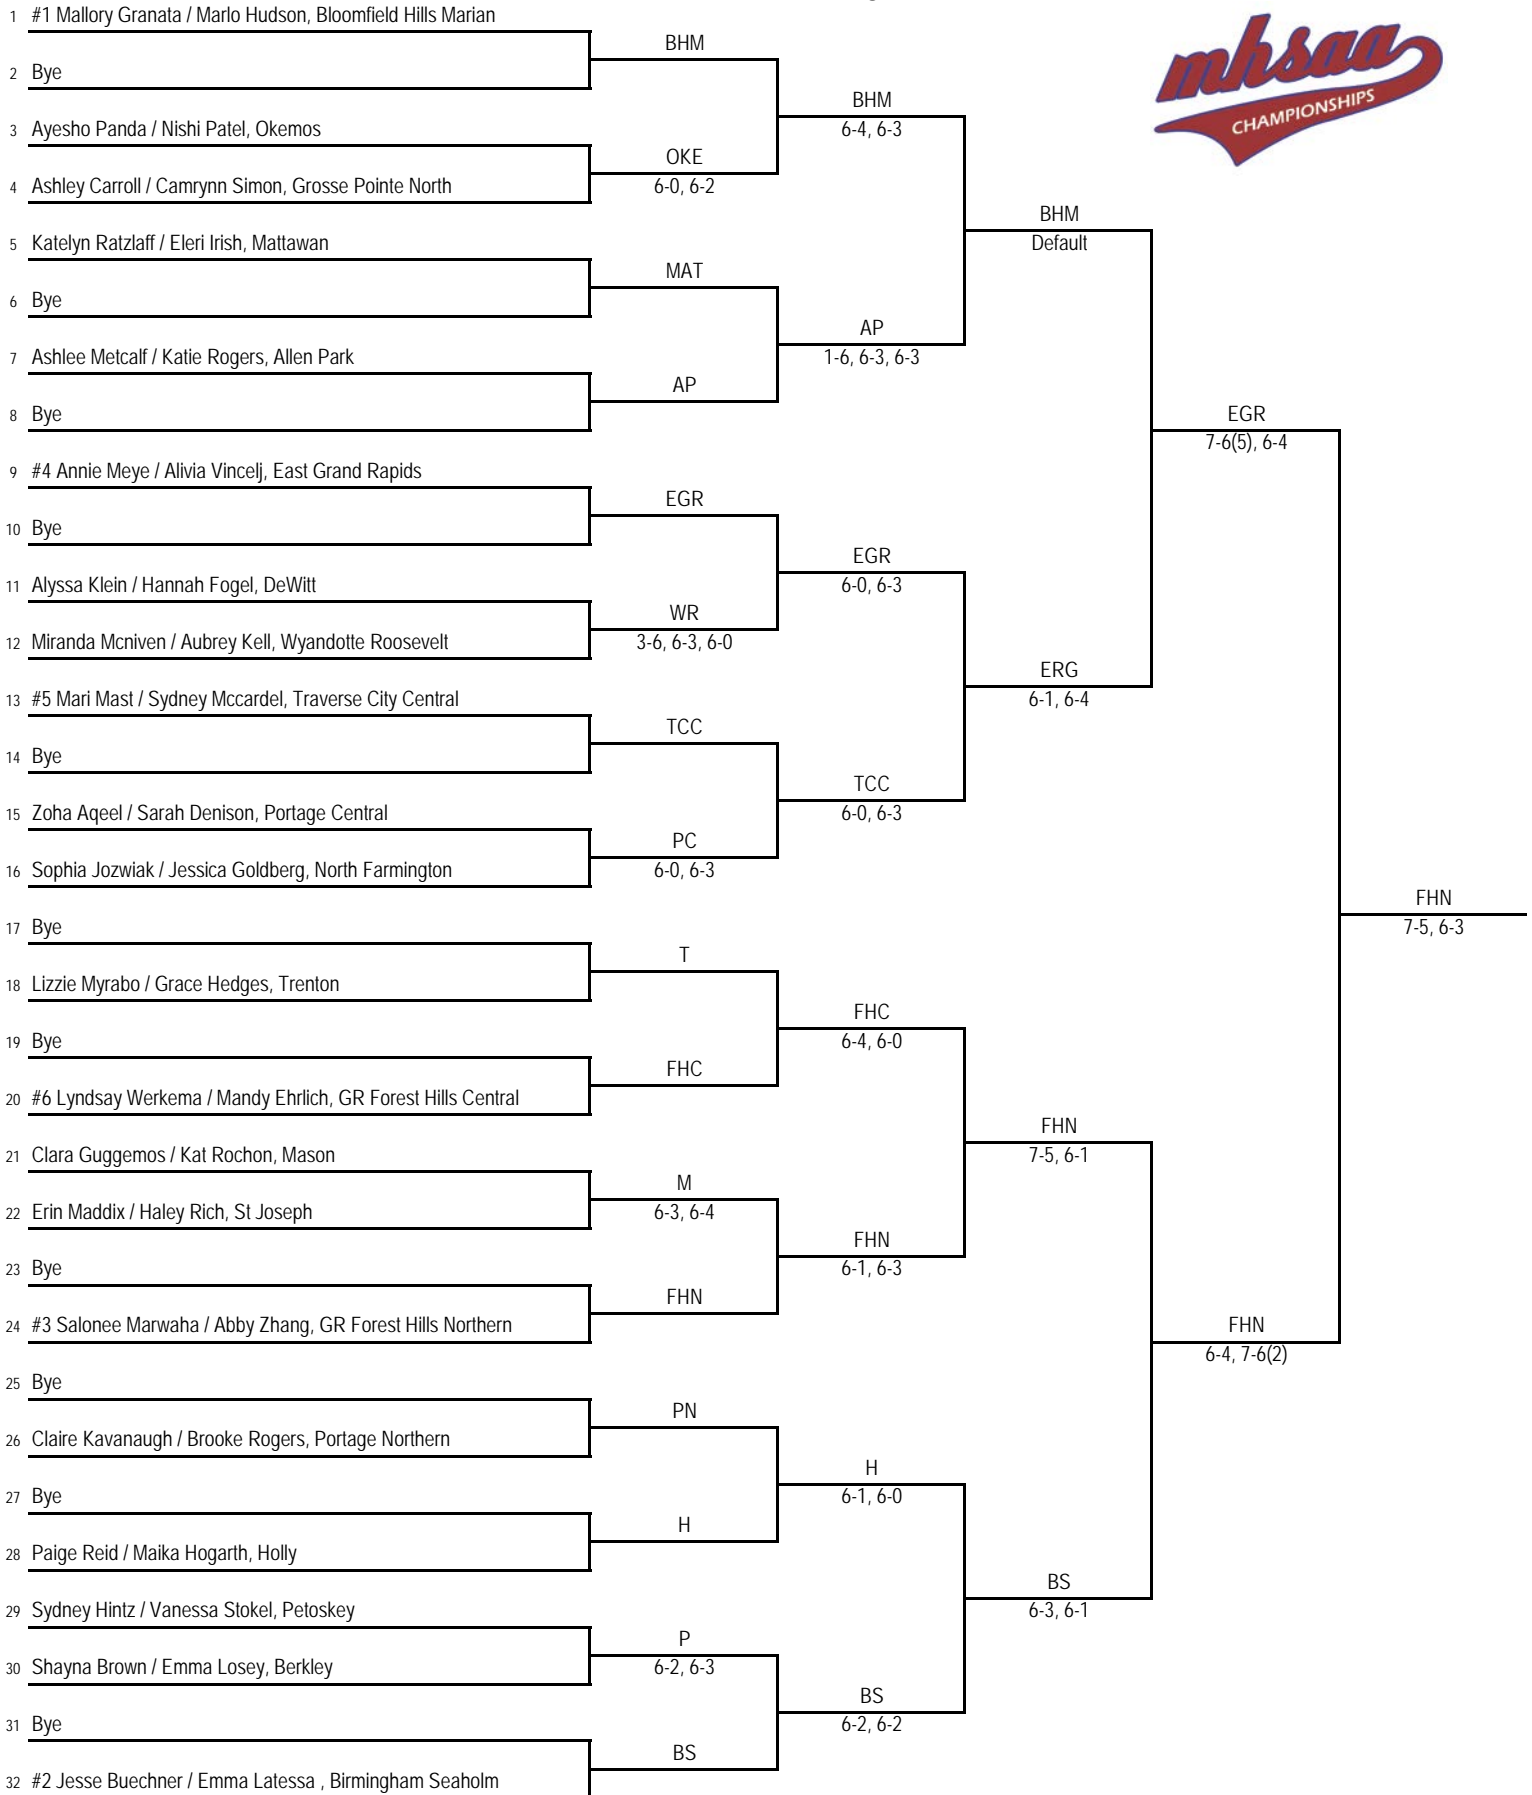 1 #1 Mallory Granata / Marlo Hudson, Bloomfield Hills Marian
BHM
2 Bye
BHM
6-4, 6-3
3 Ayesho Panda / Nishi Patel, Okemos
OKE
6-0, 6-2
4 Ashley Carroll / Camrynn Simon, Grosse Pointe North
BHM
Default
5 Katelyn Ratzlaff / Eleri Irish, Mattawan
MAT
6 Bye
AP
1-6, 6-3, 6-3
7 Ashlee Metcalf / Katie Rogers, Allen Park
AP
8 Bye
EGR
7-6(5), 6-4
9 #4 Annie Meye / Alivia Vincelj, East Grand Rapids
EGR
10 Bye
EGR
6-0, 6-3
11 Alyssa Klein / Hannah Fogel, DeWitt
WR
3-6, 6-3, 6-0
12 Miranda Mcniven / Aubrey Kell, Wyandotte Roosevelt
ERG
6-1, 6-4
13 #5 Mari Mast / Sydney Mccardel, Traverse City Central
TCC
14 Bye
TCC
6-0, 6-3
15 Zoha Aqeel / Sarah Denison, Portage Central
PC
6-0, 6-3
16 Sophia Jozwiak / Jessica Goldberg, North Farmington
FHN
7-5, 6-3
17 Bye
T
18 Lizzie Myrabo / Grace Hedges, Trenton
FHC
6-4, 6-0
19 Bye
FHC
20 #6 Lyndsay Werkema / Mandy Ehrlich, GR Forest Hills Central
FHN
7-5, 6-1
21 Clara Guggemos / Kat Rochon, Mason
M
6-3, 6-4
22 Erin Maddix / Haley Rich, St Joseph
FHN
6-1, 6-3
23 Bye
FHN
24 #3 Salonee Marwaha / Abby Zhang, GR Forest Hills Northern
FHN
6-4, 7-6(2)
25 Bye
PN
26 Claire Kavanaugh / Brooke Rogers, Portage Northern
H
6-1, 6-0
27 Bye
H
28 Paige Reid / Maika Hogarth, Holly
BS
6-3, 6-1
29 Sydney Hintz / Vanessa Stokel, Petoskey
P
6-2, 6-3
30 Shayna Brown / Emma Losey, Berkley
BS
6-2, 6-2
31 Bye
BS
32 #2 Jesse Buechner / Emma Latessa , Birmingham Seaholm
mhsaa
CHAMPIONSHIPS